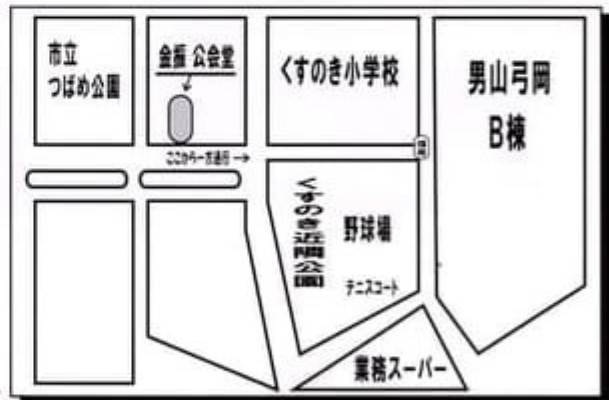 市立
つばめ公園
金振 公会堂
くすのき小学校
男山弓岡
B棟
ここから一方通行 →
くすのき近隣公園
野球場
テニスコート
業務スーパー